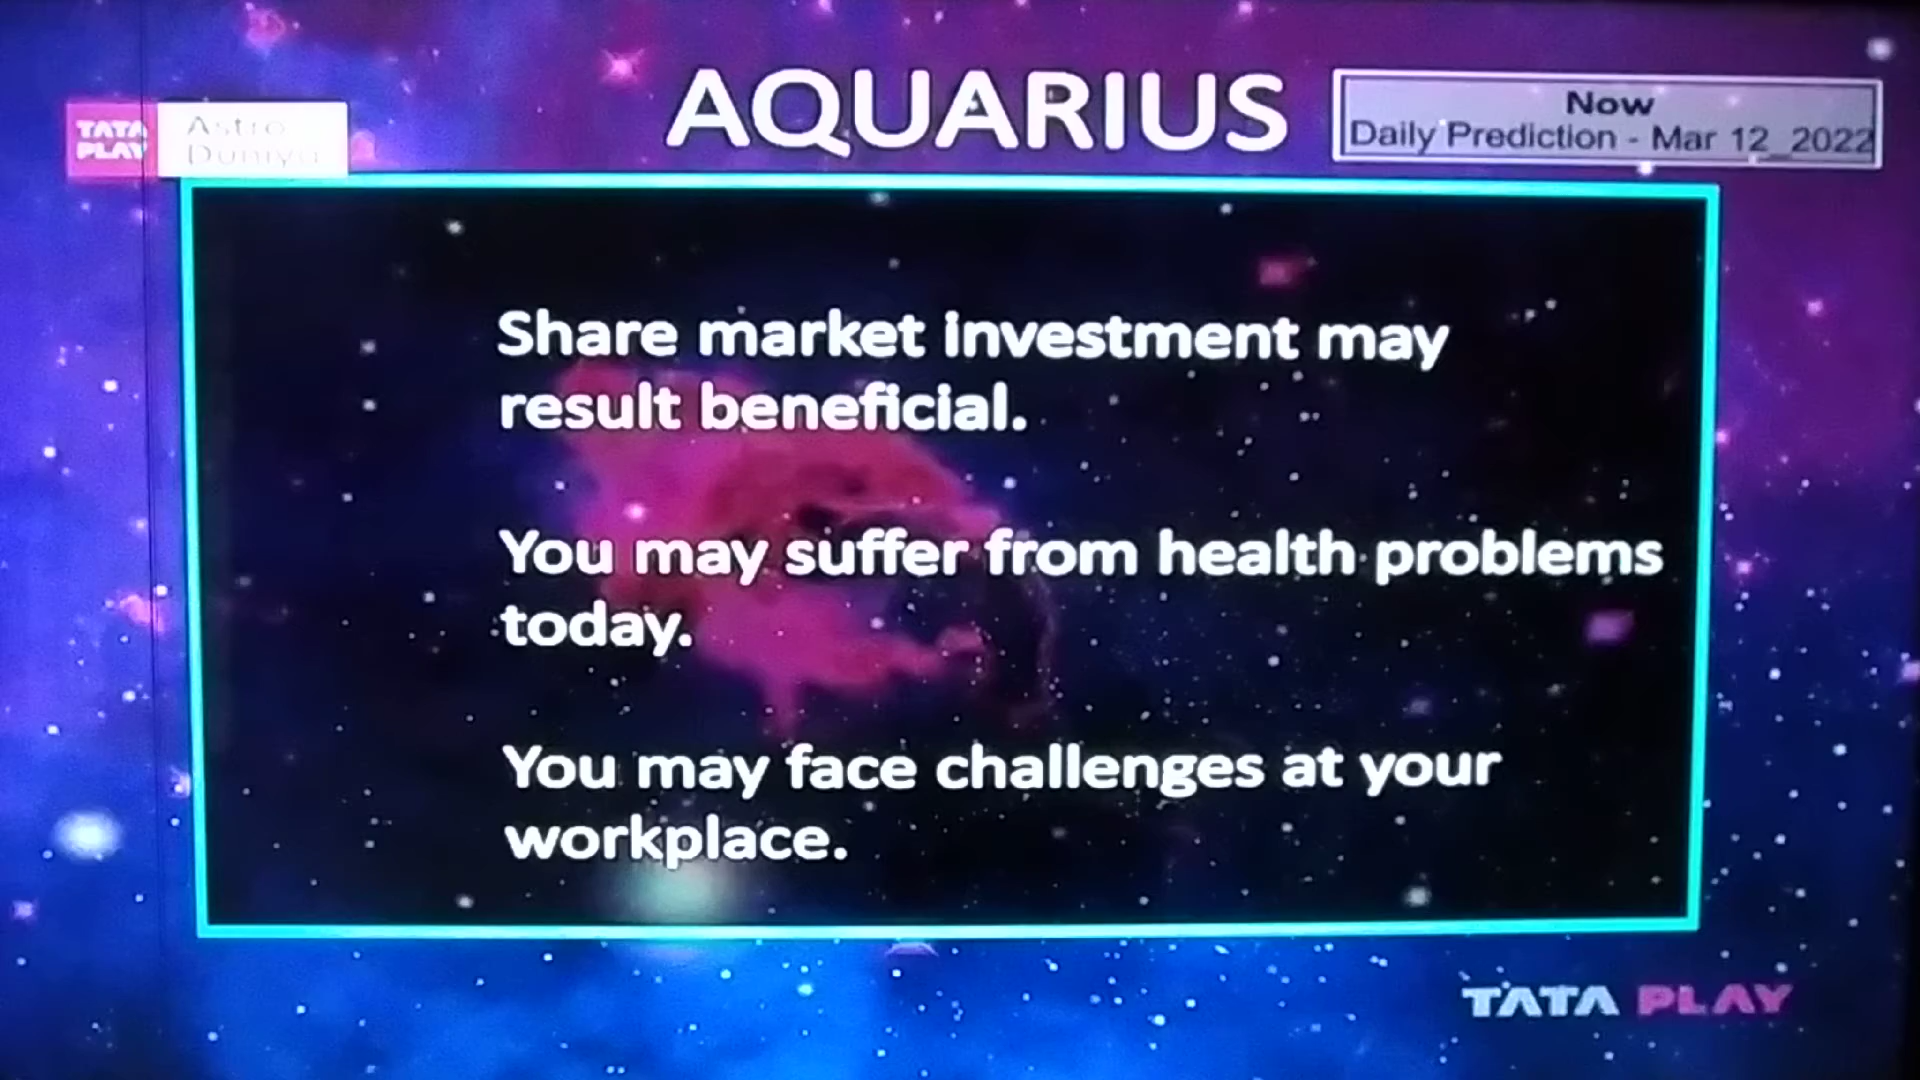 AQUARIUS
Now
Daily Prediction - Mar 12_2022
TATA
PLAY
Astro
Duniya
Share market investment may
result beneficial.
You may suffer from health problems
today.
You may face challenges at your
workplace.
TATA PLAY